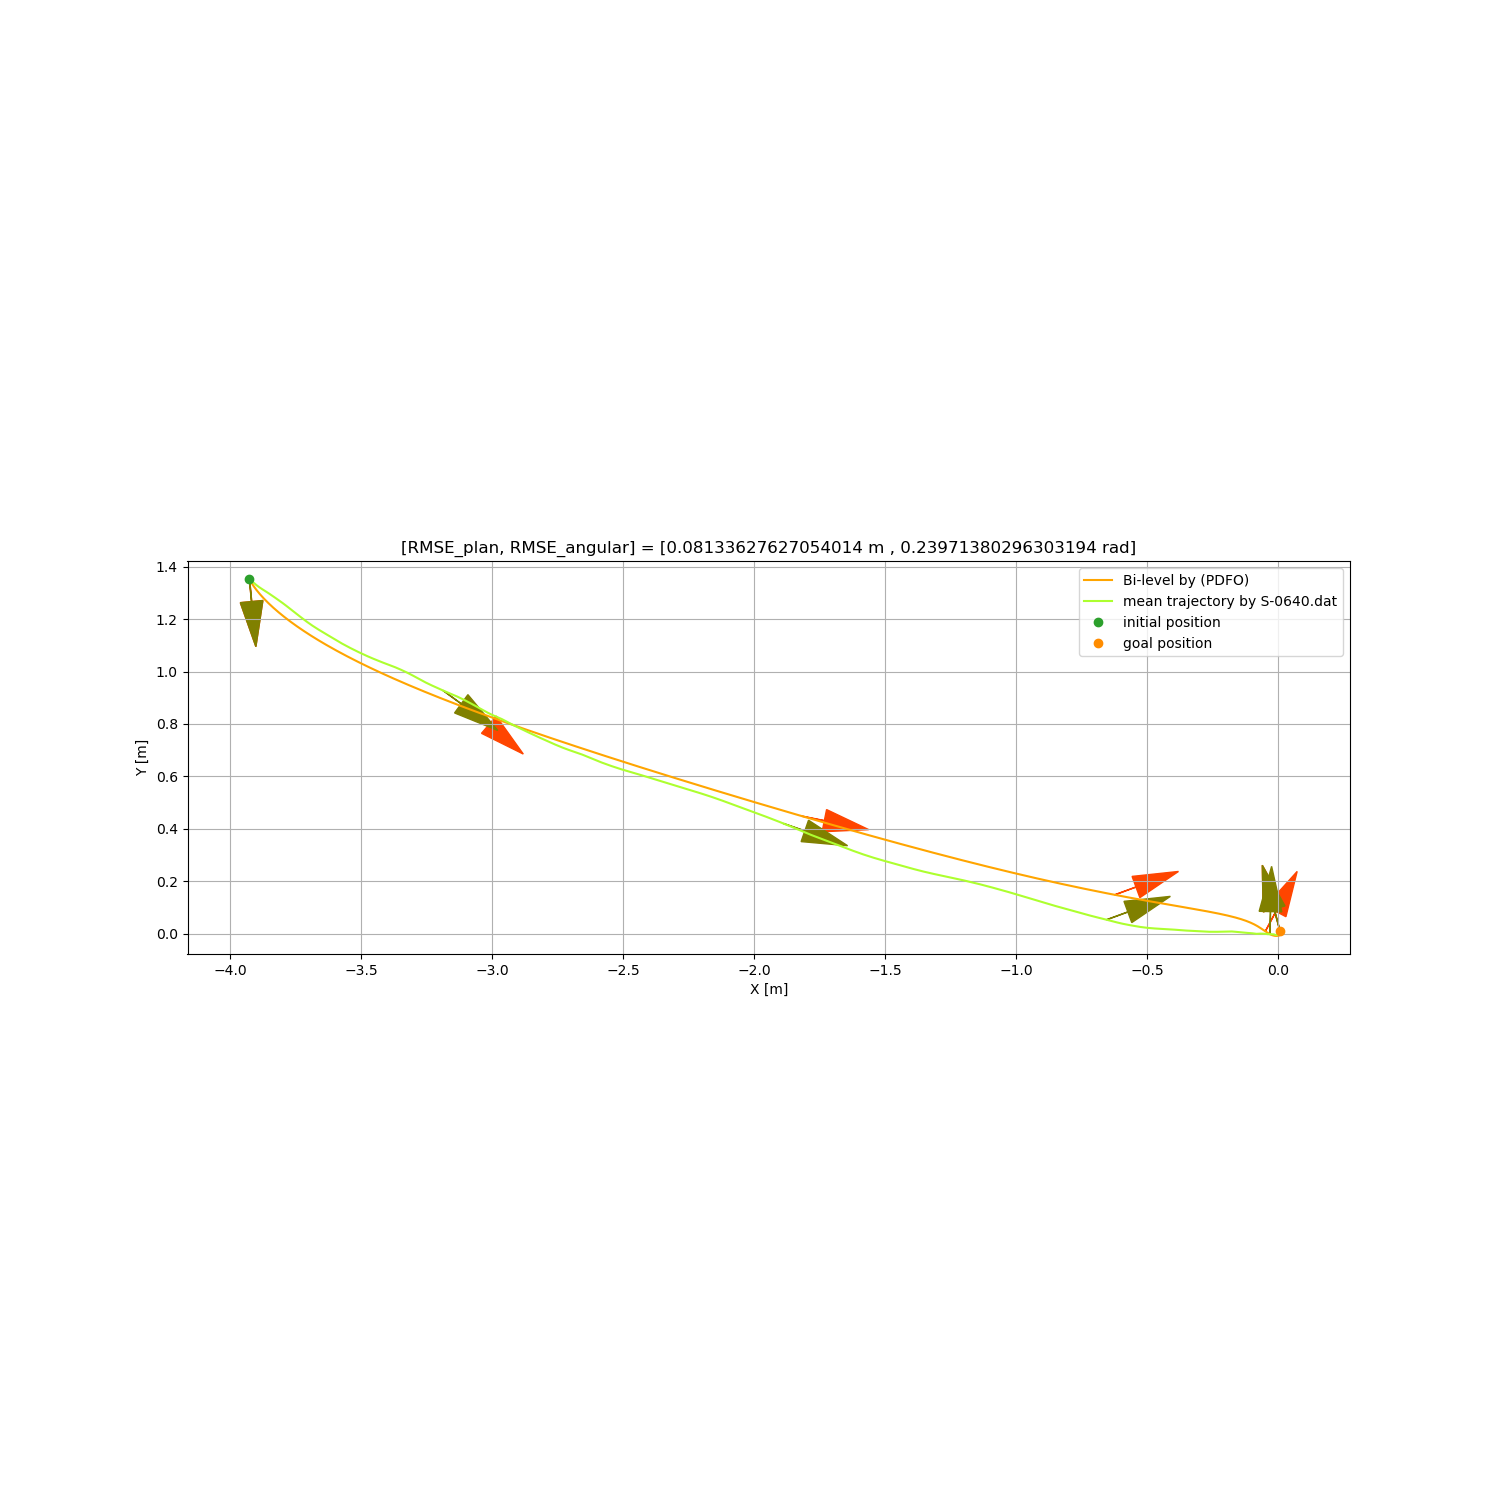 [RMSE_plan, RMSE_angular] = [0.08133627627054014 m , 0.23971380296303194 rad]
1.4
1.2
1.0
0.8
0.6
0.4
0.2
0.0
Y [m]
Bi-level by (PDFO)
mean trajectory by S-0640.dat
initial position
goal position
−4.0 −3.5 −3.0 −2.5 −2.0 −1.5 −1.0 −0.5 0.0
X [m]